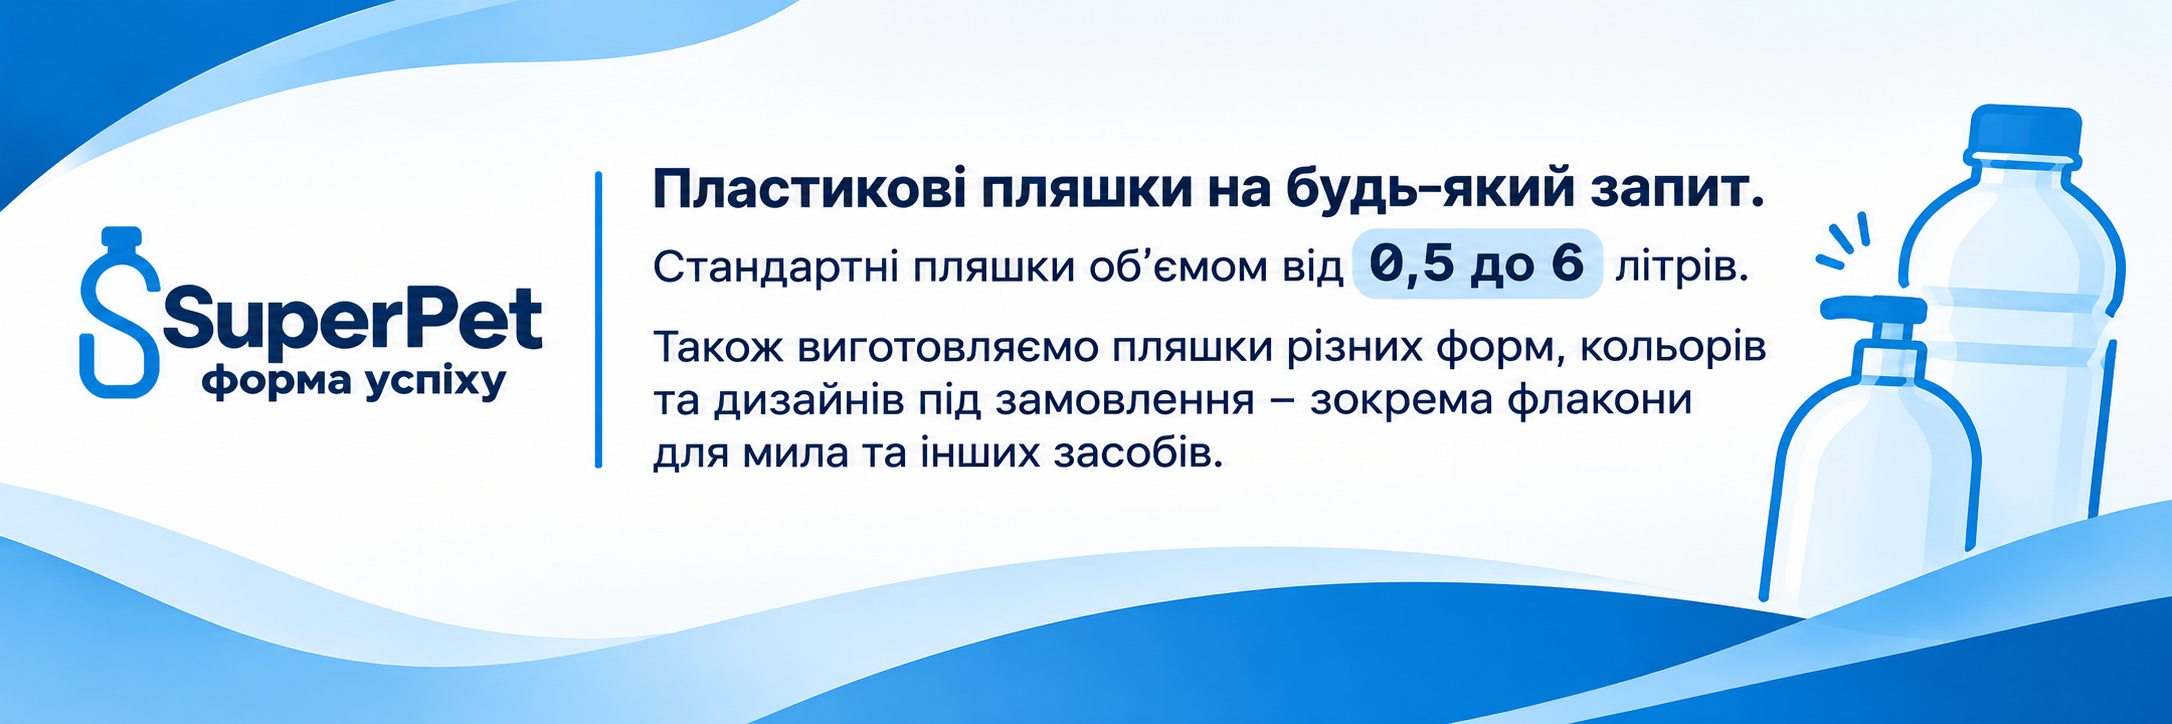 SuperPet
форма успіху
Пластикові пляшки на будь-який запит.
Стандартні пляшки об’ємом від 0,5 до 6 літрів.
Також виготовляємо пляшки різних форм, кольорів
та дизайнів під замовлення – зокрема флакони
для мила та інших засобів.